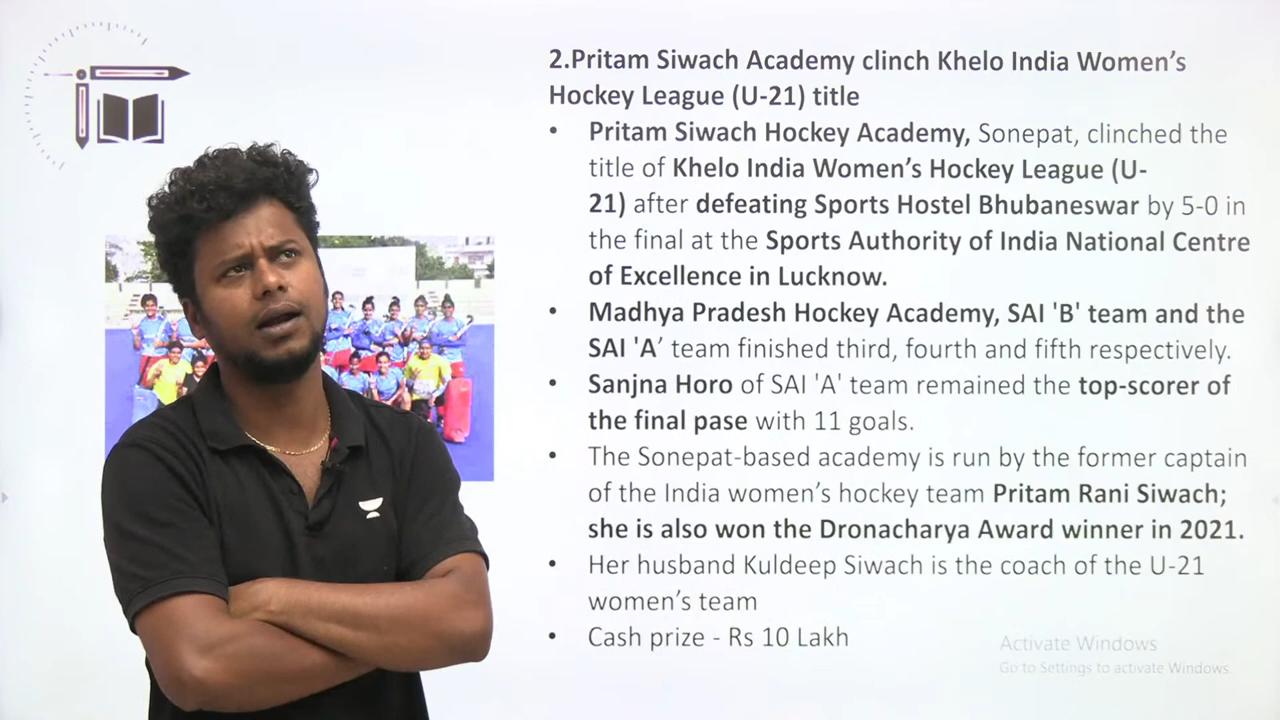 2.Pritam Siwach Academy clinch Khelo India Women’s
Hockey League (U-21) title
• Pritam Siwach Hockey Academy, Sonepat, clinched the
title of Khelo India Women’s Hockey League (U-
21) after defeating Sports Hostel Bhubaneswar by 5-0 in
the final at the Sports Authority of India National Centre
of Excellence in Lucknow.
• Madhya Pradesh Hockey Academy, SAI 'B' team and the
SAI 'A’ team finished third, fourth and fifth respectively.
• Sanjna Horo of SAI 'A' team remained the top-scorer of
the final pase with 11 goals.
• The Sonepat-based academy is run by the former captain
of the India women’s hockey team Pritam Rani Siwach;
she is also won the Dronacharya Award winner in 2021.
• Her husband Kuldeep Siwach is the coach of the U-21
women’s team
• Cash prize - Rs 10 Lakh
Activate Windows
Go to Settings to activate Windows.